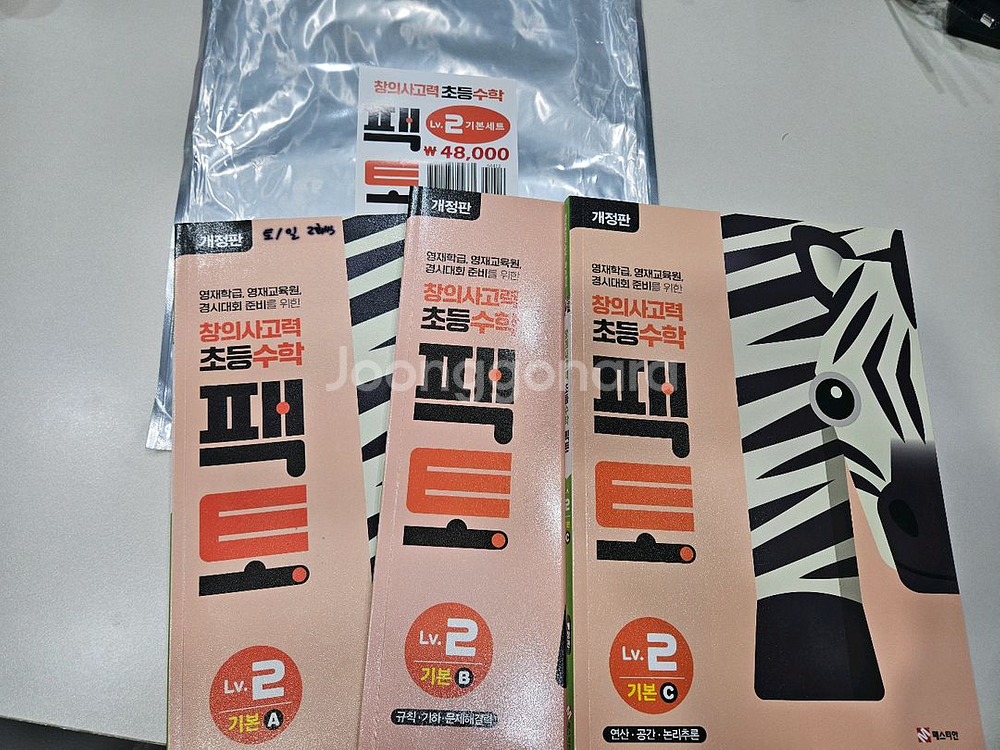 창의사고력 초등수학
팩
토
Lv.2 기본세트
₩48,000
개정판
토/일 2hrs
영재학급, 영재교육원,
경시대회 준비를 위한
창의사고력
초등수학
팩
토
Lv.2
기본 A
개정판
영재학급, 영재교육원,
경시대회 준비를 위한
창의사고력
초등수학
팩
토
Lv.2
기본 B
규칙·기하·문제해결력
개정판
영재학급, 영재교육원,
경시대회 준비를 위한
창의사고력
초등수학
팩
토
Lv.2
기본 C
연산·공간·논리추론
매스티안
Joonggonara